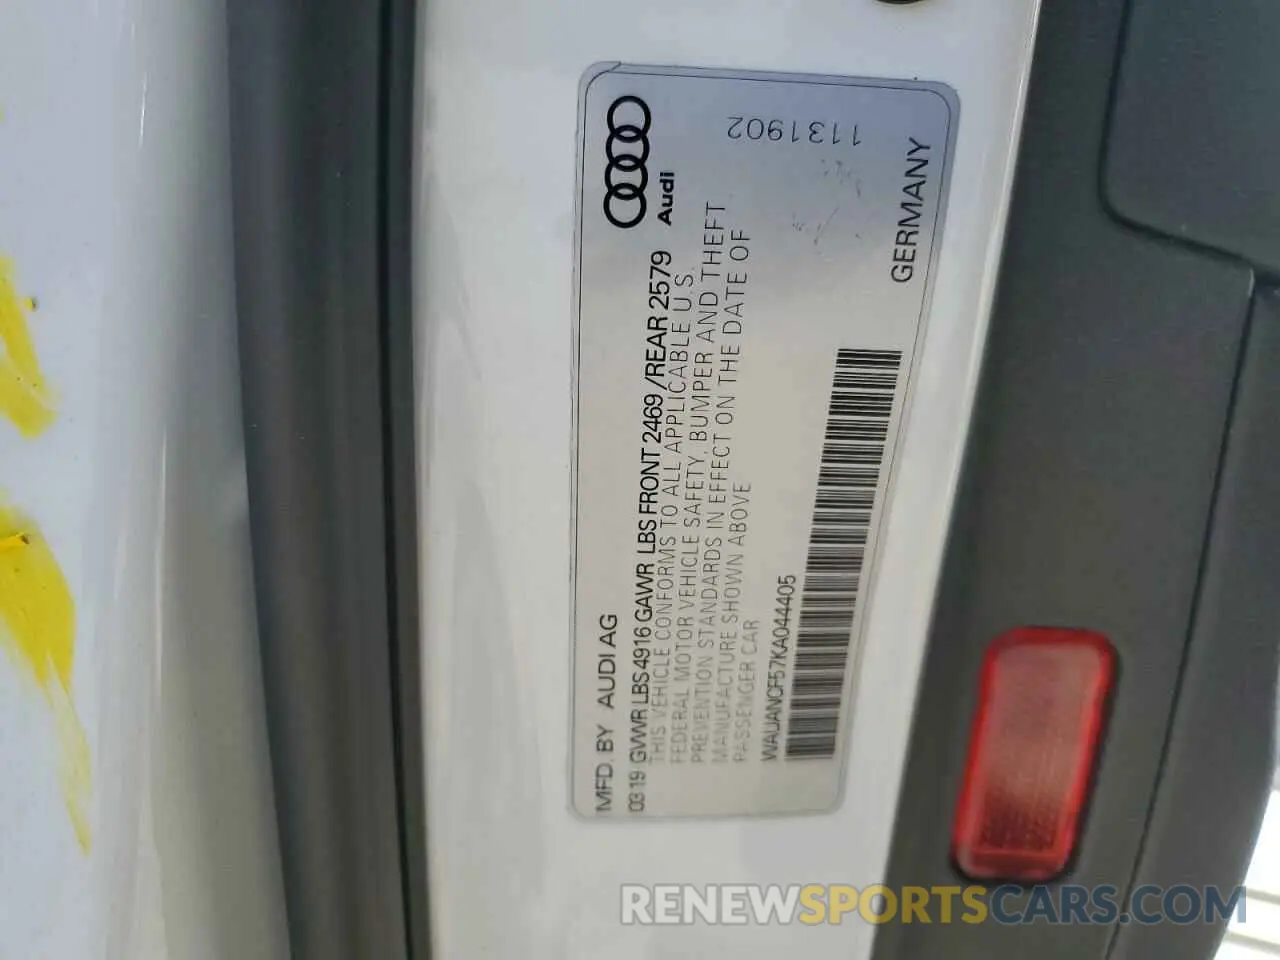 MFD. BY AUDI AG
03 19 GVWR LBS 4916 GAWR LBS FRONT 2469 / REAR 2579
THIS VEHICLE CONFORMS TO ALL APPLICABLE U.S.
FEDERAL MOTOR VEHICLE SAFETY, BUMPER AND THEFT
PREVENTION STANDARDS IN EFFECT ON THE DATE OF
MANUFACTURE SHOWN ABOVE
PASSENGER CAR
WAUANCF57KA044405
Audi
1131902
GERMANY
RENEWSPORTSCARS.COM